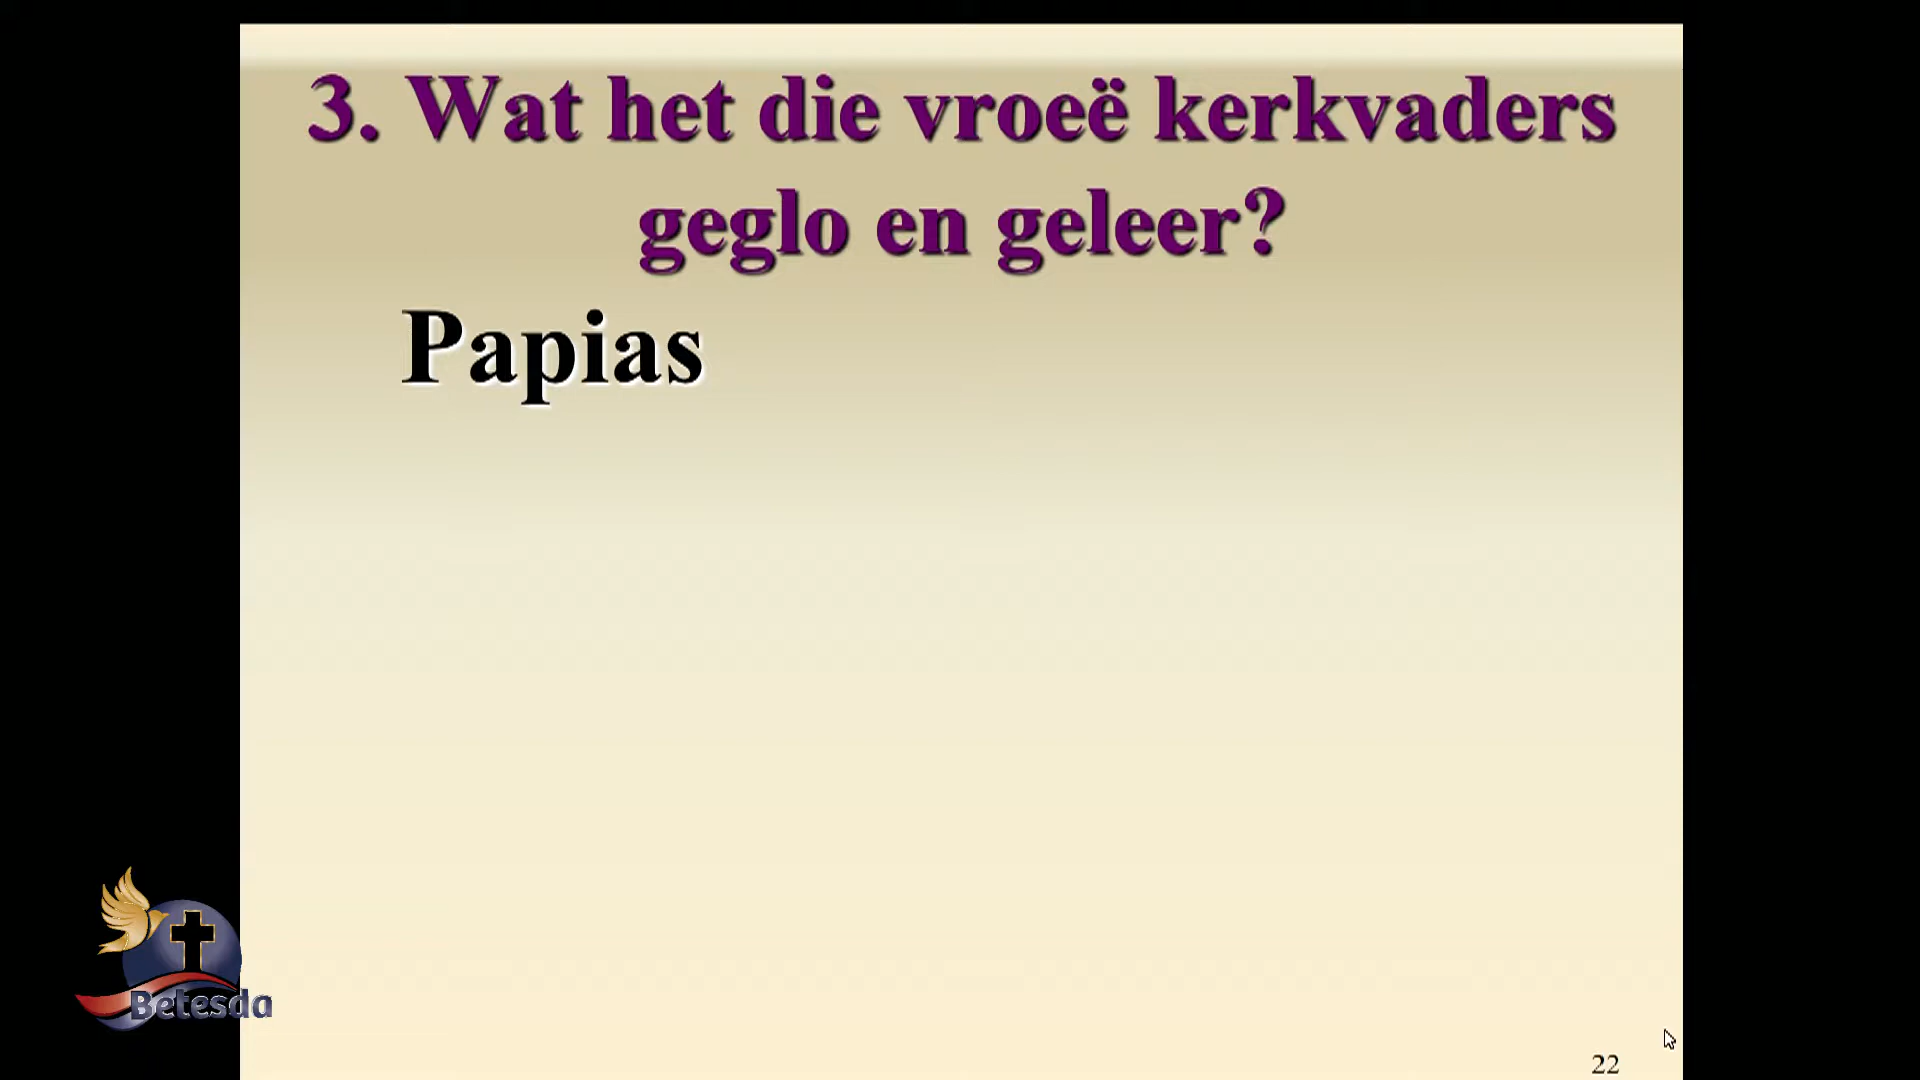 3. Wat het die vroeë kerkvaders
geglo en geleer?
Papias
Betesda
22